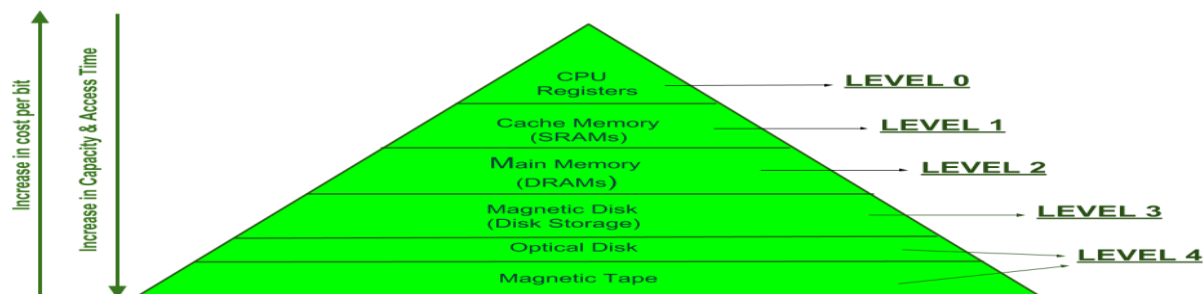 Increase in cost per bit
Increase in Capacity & Access Time
CPU
Registers
LEVEL 0
Cache Memory
(SRAMs)
LEVEL 1
Main Memory
(DRAMs)
LEVEL 2
Magnetic Disk
(Disk Storage)
LEVEL 3
Optical Disk
LEVEL 4
Magnetic Tape